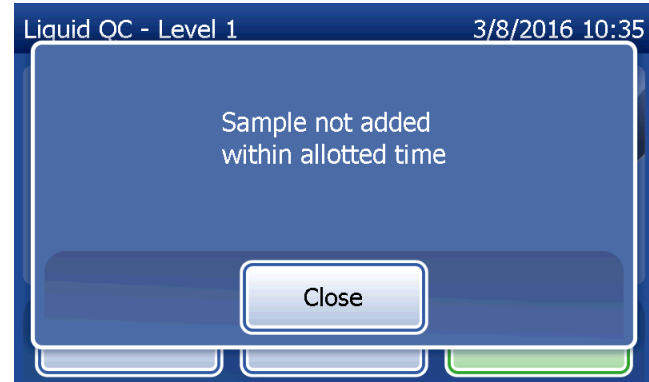 Liquid QC - Level 1 3/8/2016 10:35
Sample not added
within allotted time
Close